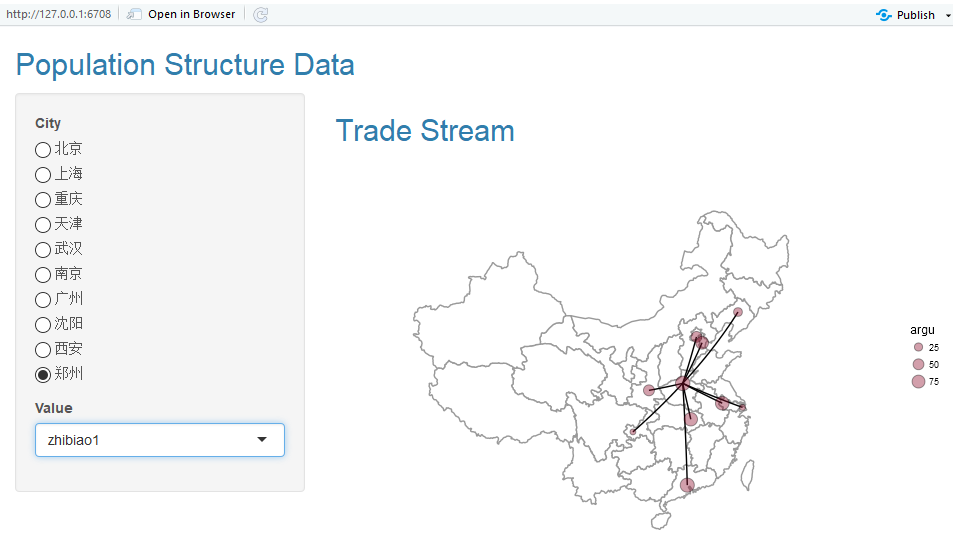 http://127.0.0.1:6708
Open in Browser
Publish
Population Structure Data
City
北京
上海
重庆
天津
武汉
南京
广州
沈阳
西安
郑州
Value
zhibiao1
Trade Stream
argu
25
50
75